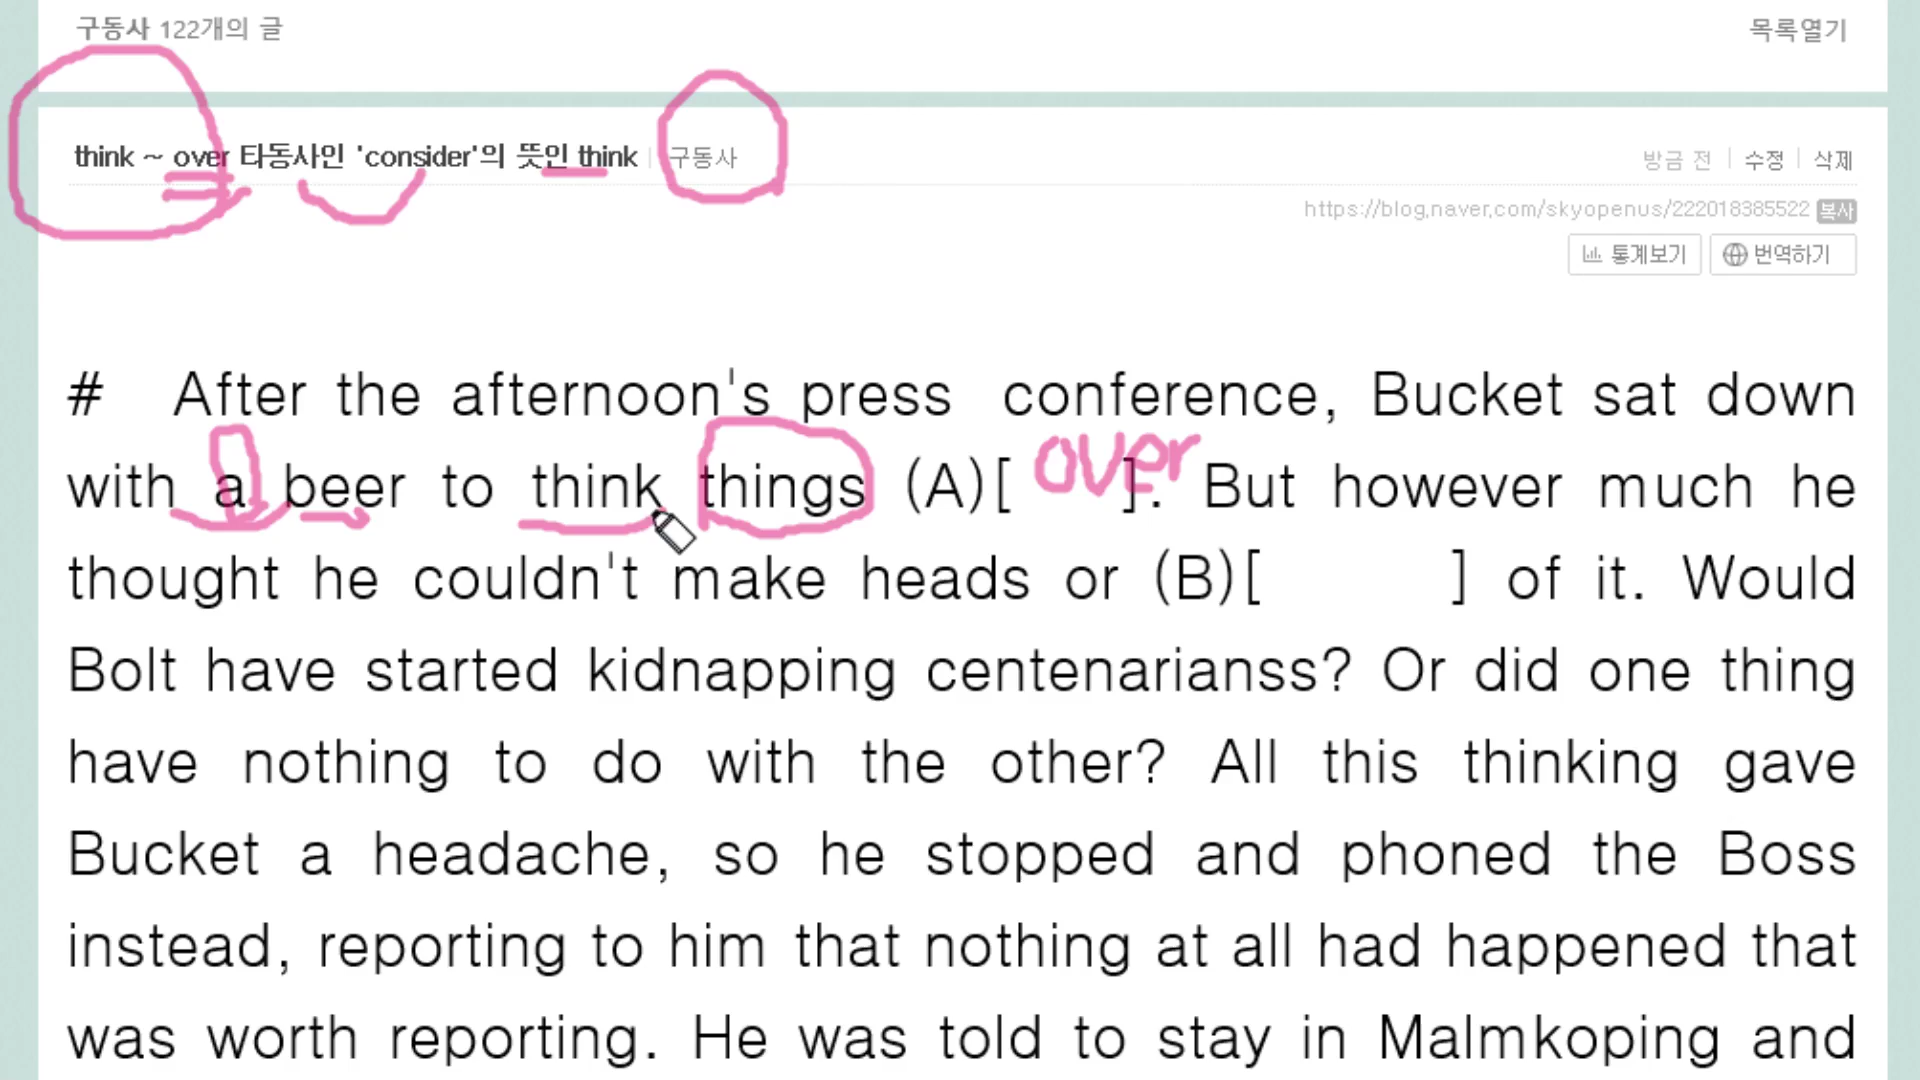 구동사 122개의 글 목록열기
think ~ over 타동사인 'consider'의 뜻인 think | 구동사 방금 전 | 수정 | 삭제
https://blog.naver.com/skyopenus/222018385522 복사
통계보기 번역하기
# After the afternoon's press conference, Bucket sat down
with a beer to think things (A)[ over ]. But however much he
thought he couldn't make heads or (B)[ ] of it. Would
Bolt have started kidnapping centenarianss? Or did one thing
have nothing to do with the other? All this thinking gave
Bucket a headache, so he stopped and phoned the Boss
instead, reporting to him that nothing at all had happened that
was worth reporting. He was told to stay in Malmkoping and